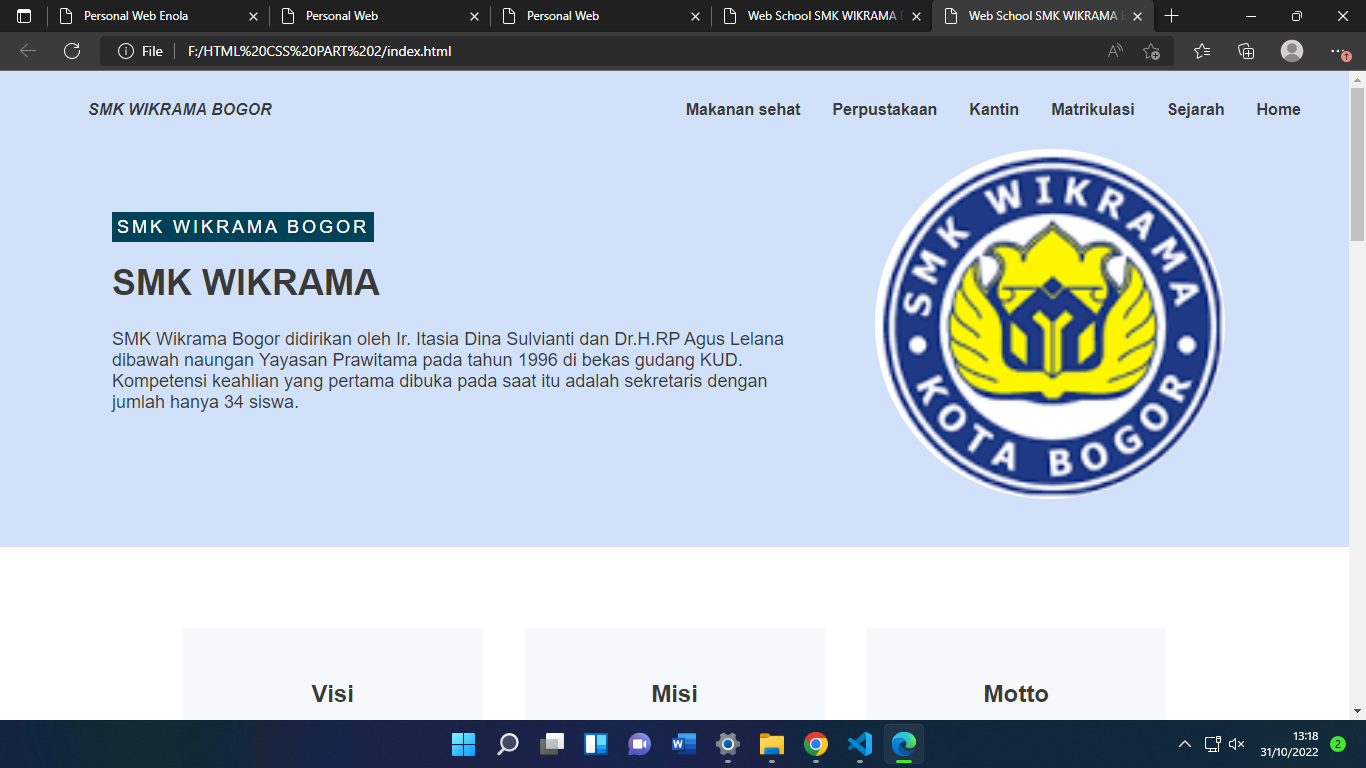 Personal Web Enola
Personal Web
Personal Web
Web School SMK WIKRAMA
Web School SMK WIKRAMA
File
F:/HTML%20CSS%20PART%202/index.html
SMK WIKRAMA BOGOR
Makanan sehat
Perpustakaan
Kantin
Matrikulasi
Sejarah
Home
SMK WIKRAMA BOGOR
SMK WIKRAMA
SMK Wikrama Bogor didirikan oleh Ir. Itasia Dina Sulvianti dan Dr.H.RP Agus Lelana
dibawah naungan Yayasan Prawitama pada tahun 1996 di bekas gudang KUD.
Kompetensi keahlian yang pertama dibuka pada saat itu adalah sekretaris dengan
jumlah hanya 34 siswa.
SMK WIKRAMA
KOTA BOGOR
Visi
Misi
Motto
13:18
31/10/2022
2